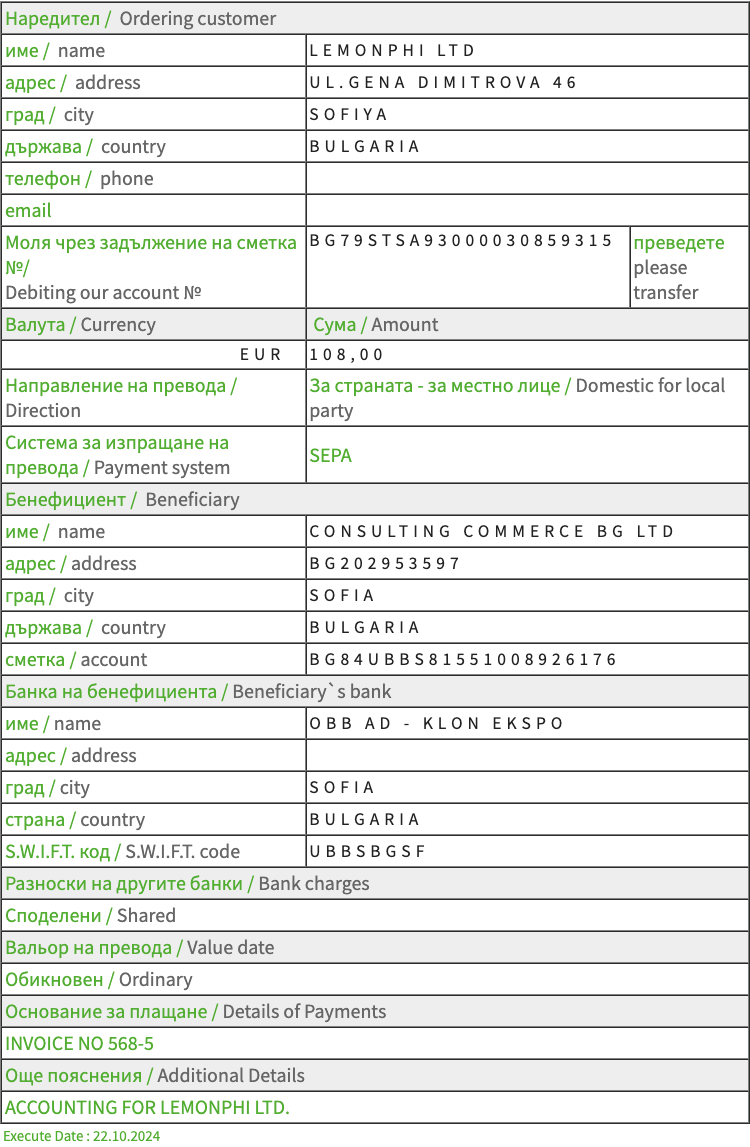 Наредител / Ordering customer
име / name LEMONPHI LTD
адрес / address UL.GENA DIMITROVA 46
град / city SOFIYA
държава / country BULGARIA
телефон / phone
email
Моля чрез задължение на сметка
№/
Debiting our account №
BG79STSA93000030859315
преведете
please
transfer
Валута / Currency Сума / Amount
EUR 108,00
Направление на превода /
Direction
За страната - за местно лице / Domestic for local
party
Система за изпращане на
превода / Payment system
SEPA
Бенефициент / Beneficiary
име / name CONSULTING COMMERCE BG LTD
адрес / address BG202953597
град / city SOFIA
държава / country BULGARIA
сметка / account BG84UBBS81551008926176
Банка на бенефициента / Beneficiary`s bank
име / name OBB AD - KLON EKSPO
адрес / address
град / city SOFIA
страна / country BULGARIA
S.W.I.F.T. код / S.W.I.F.T. code UBBSBGSF
Разноски на другите банки / Bank charges
Споделени / Shared
Вальор на превода / Value date
Обикновен / Ordinary
Основание за плащане / Details of Payments
INVOICE NO 568-5
Още пояснения / Additional Details
ACCOUNTING FOR LEMONPHI LTD.
Execute Date : 22.10.2024